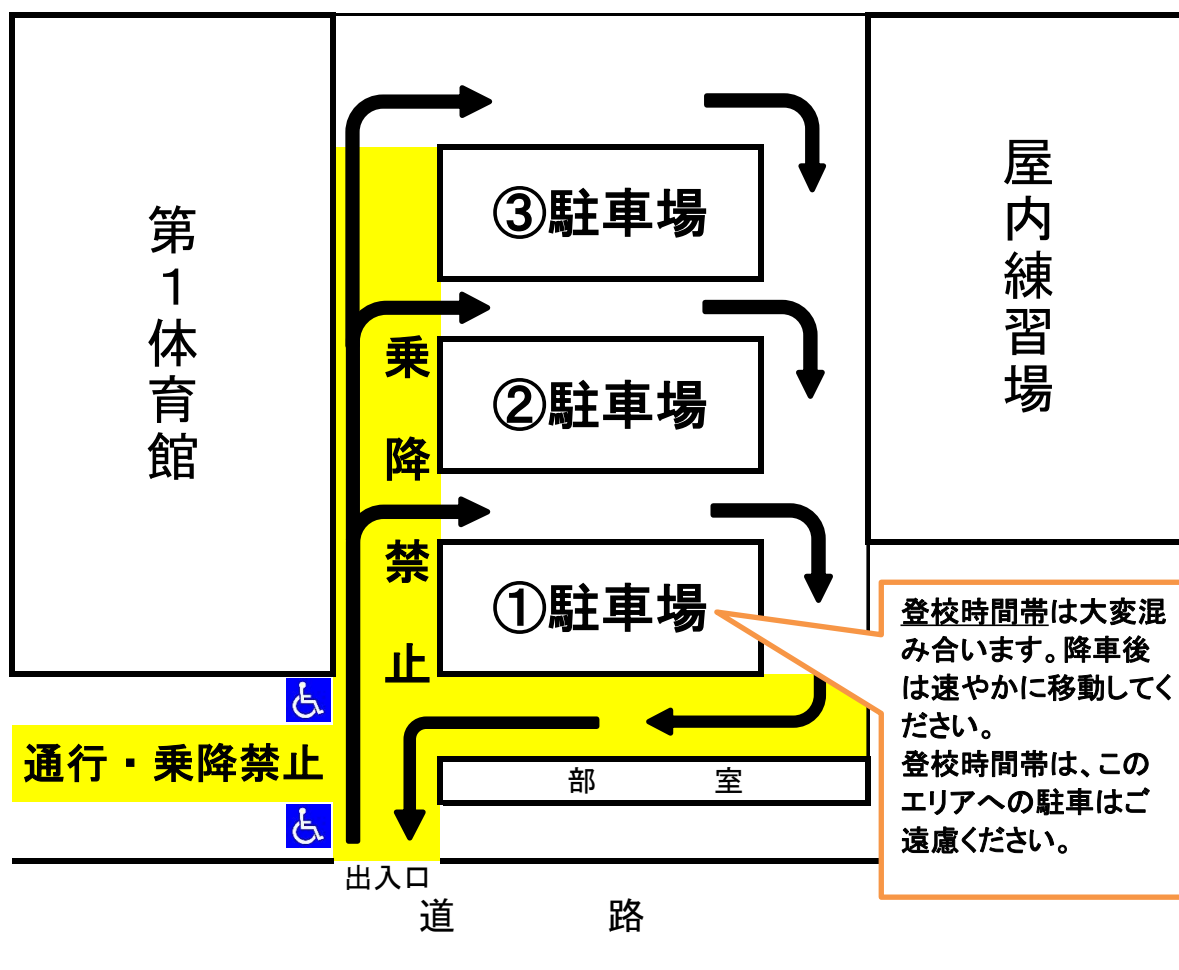 第１体育館
屋内練習場
③駐車場
②駐車場
①駐車場
乗降禁止
通行・乗降禁止
部室
登校時間帯は大変混
み合います。降車後
は速やかに移動してく
ださい。
登校時間帯は、この
エリアへの駐車はご
遠慮ください。
出入口
道路